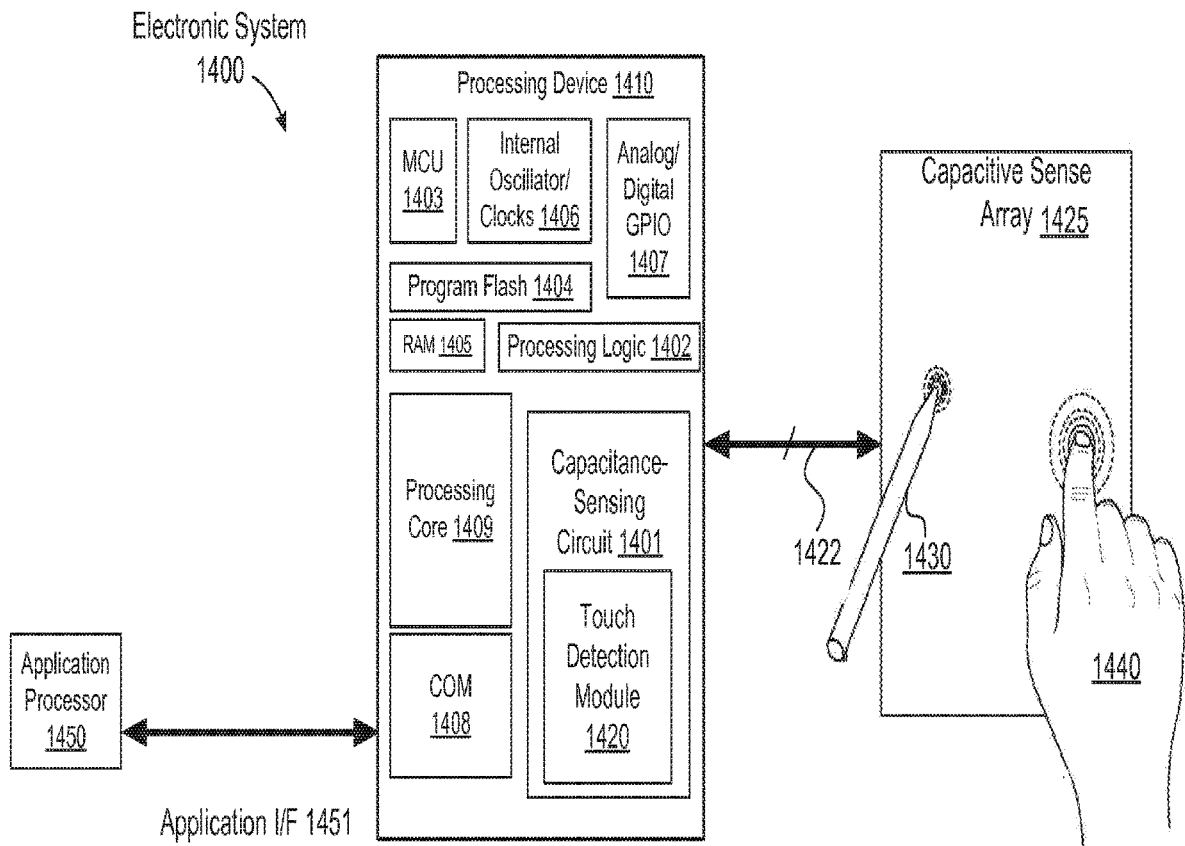 Electronic System
1400
Processing Device 1410
MCU
1403
Internal
Oscillator/
Clocks 1406
Analog/
Digital
GPIO
1407
Program Flash 1404
RAM 1405
Processing Logic 1402
Processing
Core 1409
Capacitance-
Sensing
Circuit 1401
Touch
Detection
Module
1420
COM
1408
Application
Processor
1450
Application I/F 1451
1422
Capacitive Sense
Array 1425
1430
1440